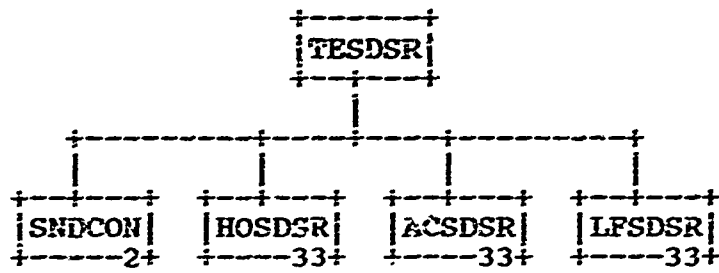 TESDSR
SNDCON HOSDSR ACSDSR LFSDSR
2 33 33 33